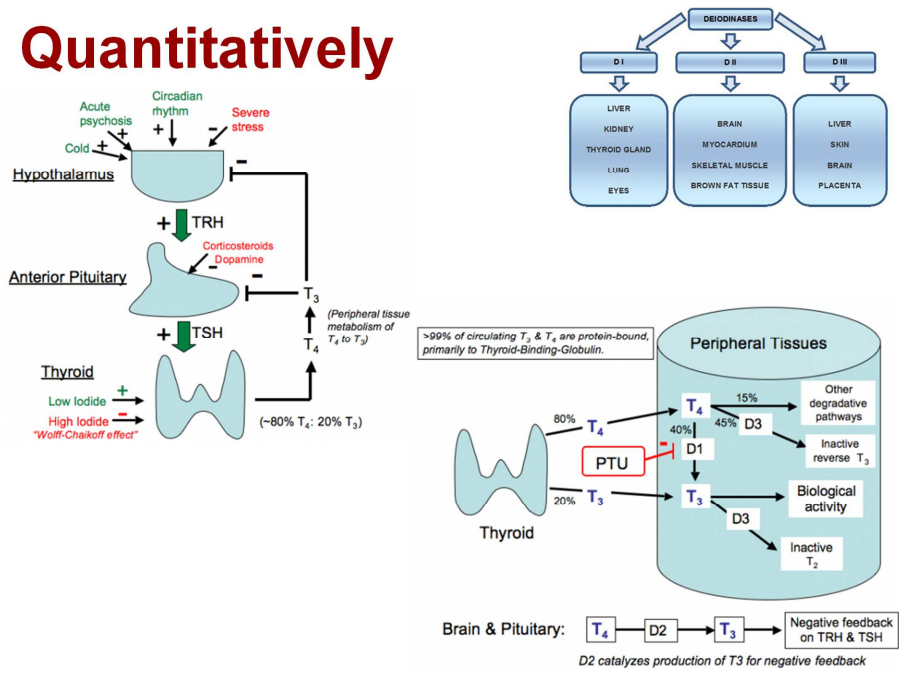 Quantitatively
DEIODINASES
D I
D II
D III
LIVER
KIDNEY
THYROID GLAND
LUNG
EYES
BRAIN
MYOCARDIUM
SKELETAL MUSCLE
BROWN FAT TISSUE
LIVER
SKIN
BRAIN
PLACENTA
Acute
psychosis
Circadian
rhythm
Severe
stress
Cold
+
+
+
-
-
Hypothalamus
+
TRH
Corticosteroids
Dopamine
-
-
Anterior Pituitary
T3
+
TSH
(Peripheral tissue
metabolism of
T4 to T3)
T4
Thyroid
Low Iodide
+
High Iodide
-
"Wolff-Chaikoff effect"
(~80% T4: 20% T3)
>99% of circulating T3 & T4 are protein-bound,
primarily to Thyroid-Binding-Globulin.
Peripheral Tissues
80%
T4
T4
15%
Other
degradative
pathways
45%
D3
Inactive
reverse T3
40%
D1
PTU
-
20%
T3
T3
Biological
activity
D3
Inactive
T2
Thyroid
Brain & Pituitary:
T4
D2
T3
Negative feedback
on TRH & TSH
D2 catalyzes production of T3 for negative feedback